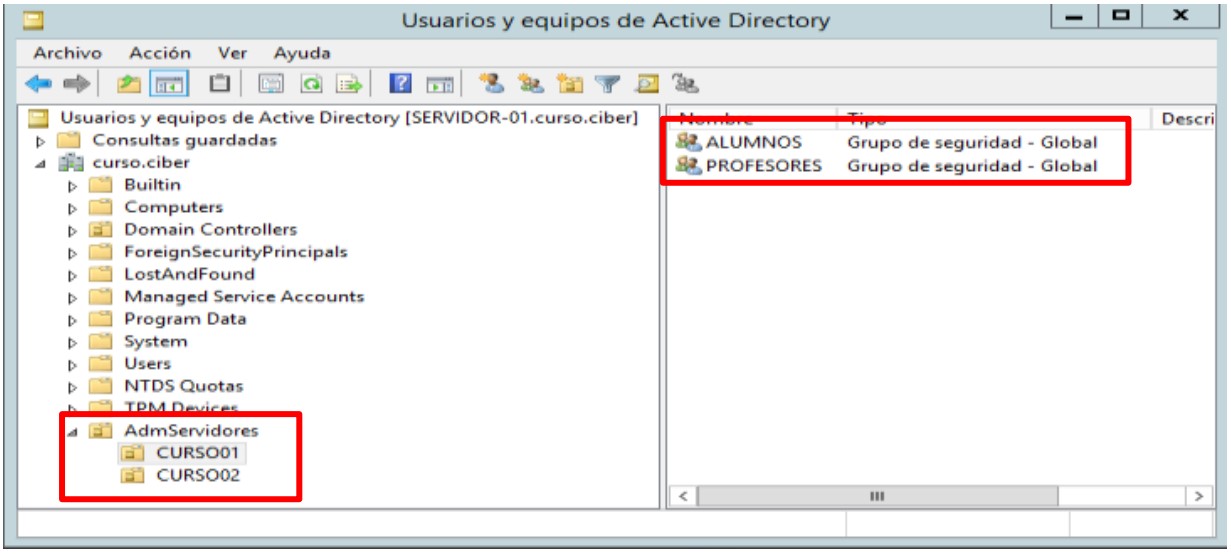 Usuarios y equipos de Active Directory
Archivo Acción Ver Ayuda
Usuarios y equipos de Active Directory [SERVIDOR-01.curso.ciber]
Consultas guardadas
curso.ciber
Builtin
Computers
Domain Controllers
ForeignSecurityPrincipals
LostAndFound
Managed Service Accounts
Program Data
System
Users
NTDS Quotas
TPM Devices
AdmServidores
CURSO01
CURSO02
Nombre Tipo Descri
ALUMNOS Grupo de seguridad - Global
PROFESORES Grupo de seguridad - Global